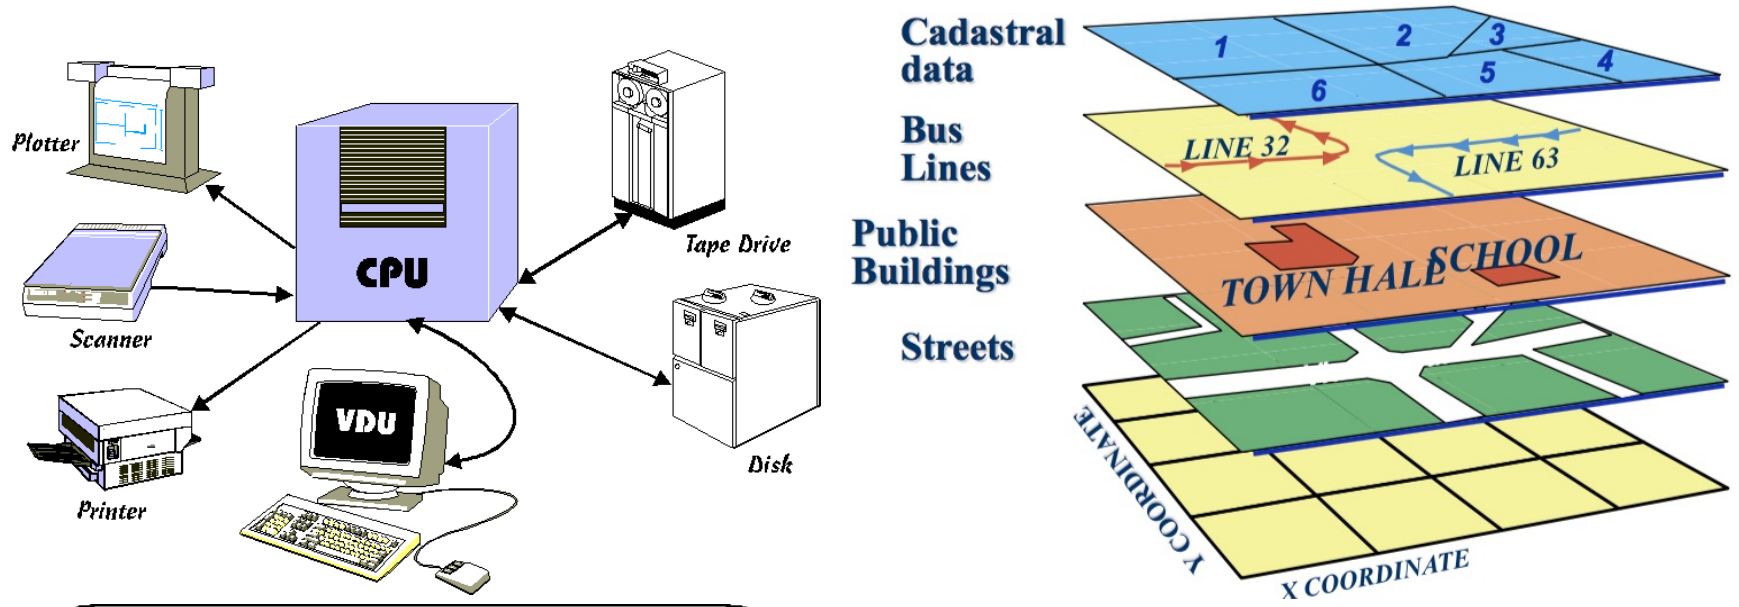 Plotter
Scanner
Printer
CPU
VDU
Tape Drive
Disk
Cadastral
data
1
2
3
4
5
6
Bus
Lines
LINE 32
LINE 63
Public
Buildings
TOWN HALL
SCHOOL
Streets
Y COORDINATE
X COORDINATE